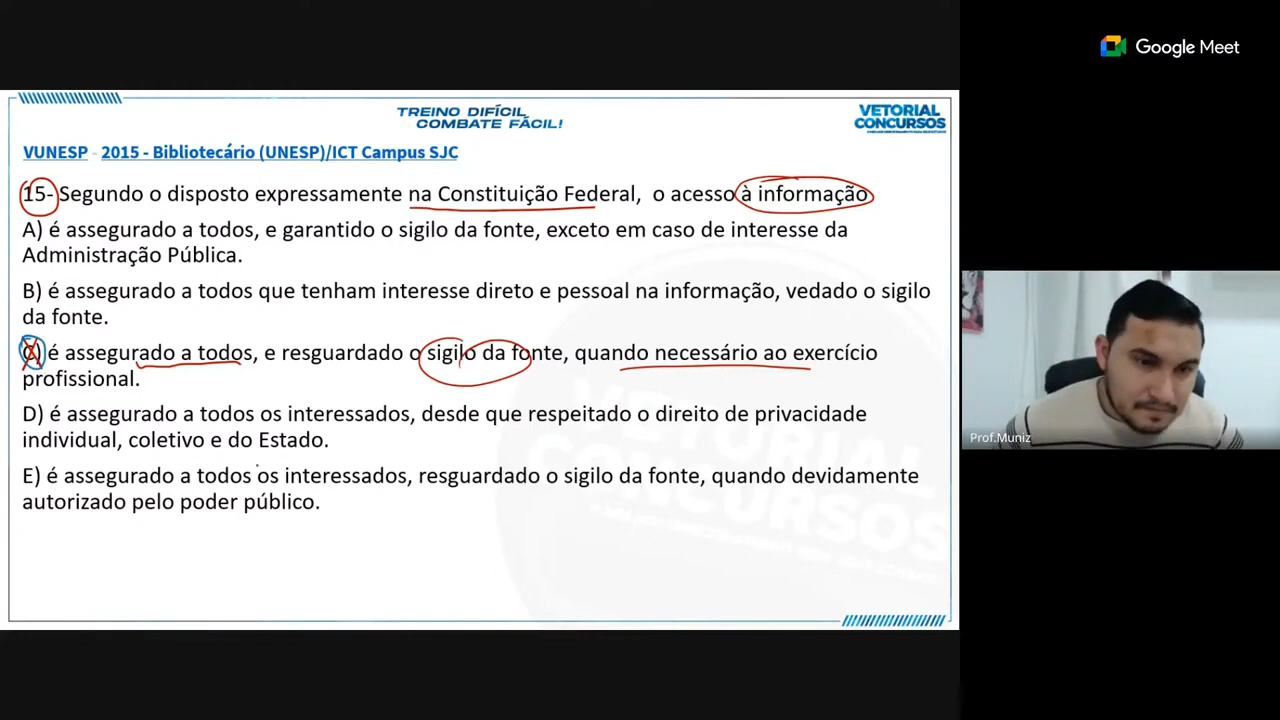 Google Meet
TREINO DIFÍCIL
COMBATE FÁCIL!
VETORIAL
CONCURSOS
VUNESP - 2015 - Bibliotecário (UNESP)/ICT Campus SJC
15- Segundo o disposto expressamente na Constituição Federal, o acesso à informação
A) é assegurado a todos, e garantido o sigilo da fonte, exceto em caso de interesse da
Administração Pública.
B) é assegurado a todos que tenham interesse direto e pessoal na informação, vedado o sigilo
da fonte.
C) é assegurado a todos, e resguardado o sigilo da fonte, quando necessário ao exercício
profissional.
D) é assegurado a todos os interessados, desde que respeitado o direito de privacidade
individual, coletivo e do Estado.
E) é assegurado a todos os interessados, resguardado o sigilo da fonte, quando devidamente
autorizado pelo poder público.
VETORIAL
CONCURSOS
Prof.Muniz